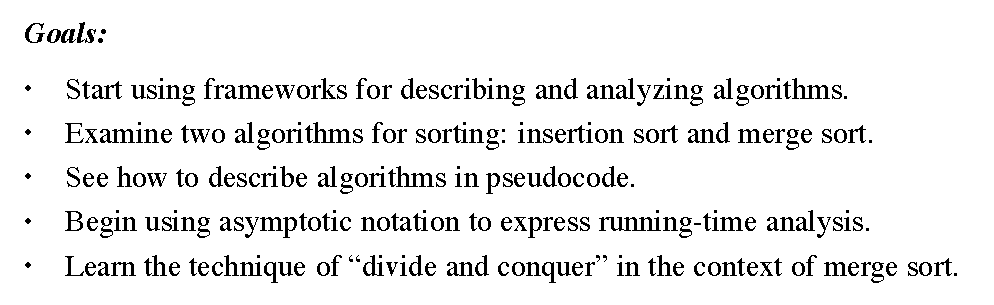 Goals:
· Start using frameworks for describing and analyzing algorithms.
· Examine two algorithms for sorting: insertion sort and merge sort.
· See how to describe algorithms in pseudocode.
· Begin using asymptotic notation to express running-time analysis.
· Learn the technique of “divide and conquer” in the context of merge sort.